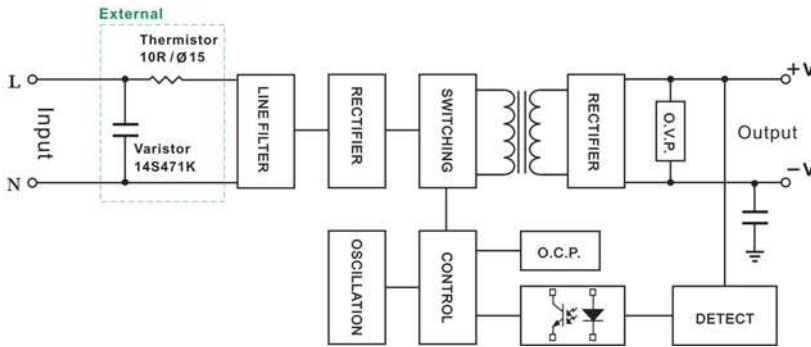 External
Thermistor
10R/Ø15
L
Input
N
Varistor
14S471K
LINE FILTER
RECTIFIER
SWITCHING
RECTIFIER
O.V.P.
+V
Output
-V
OSCILLATION
CONTROL
O.C.P.
DETECT